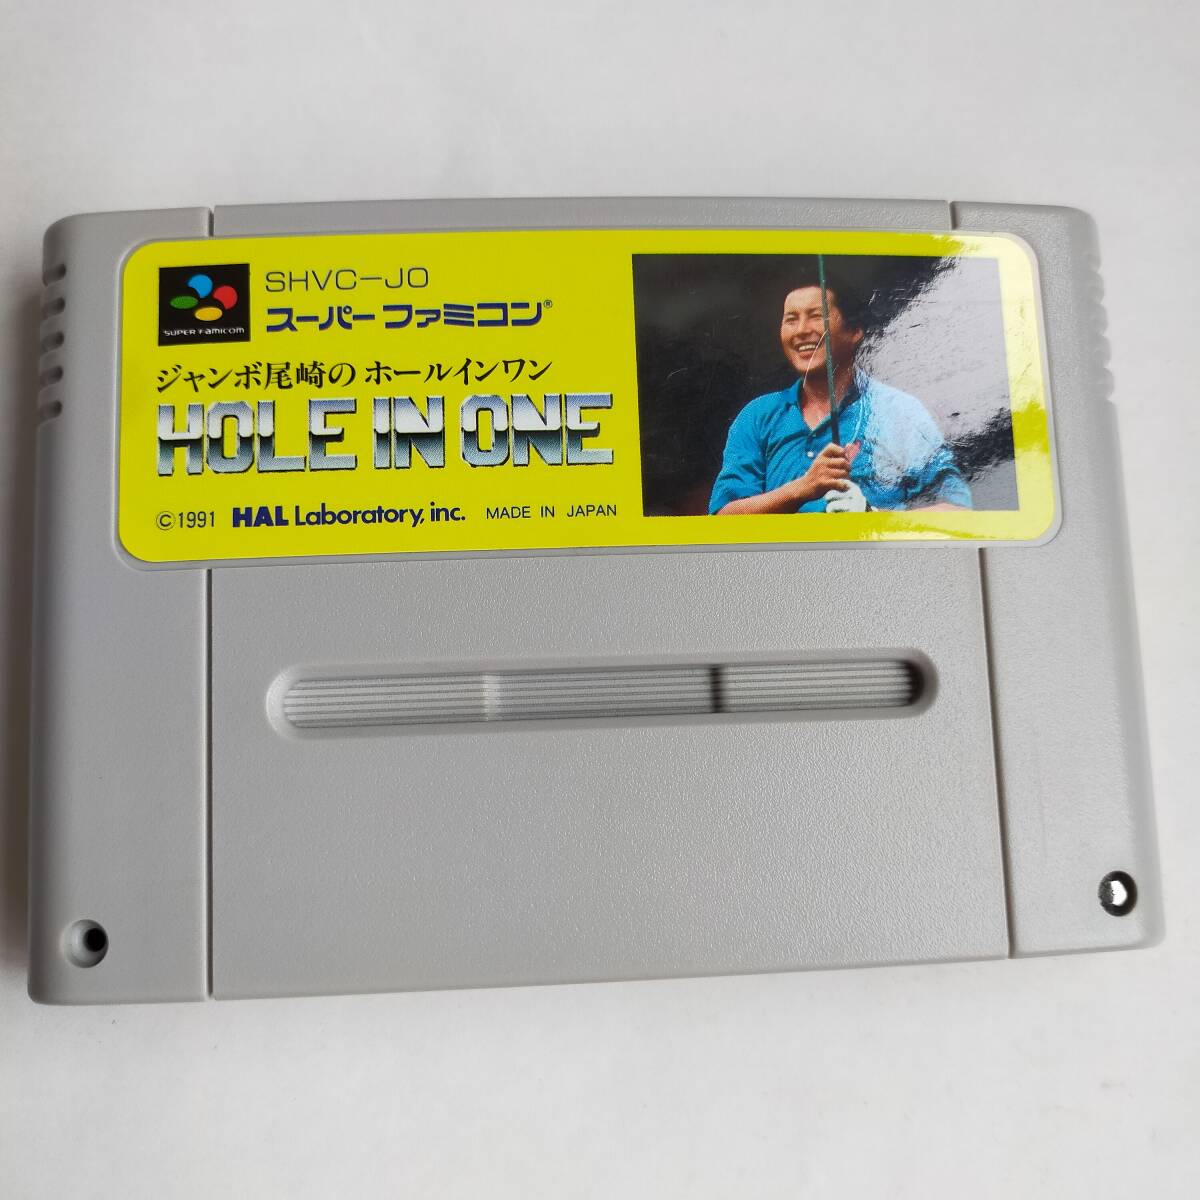 SUPER FAMICOM
SHVC-JO
スーパーファミコン®
ジャンボ尾崎の ホールインワン
HOLE IN ONE
©1991 HAL Laboratory, inc. MADE IN JAPAN